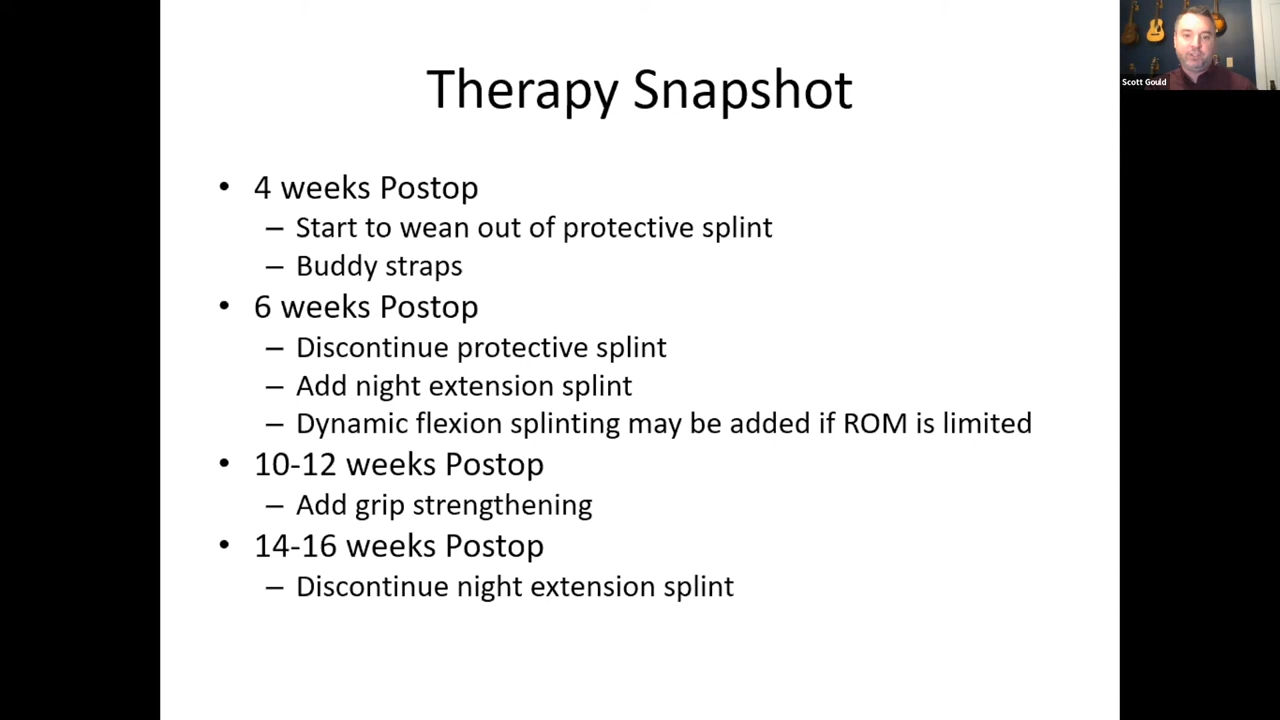 Therapy Snapshot
• 4 weeks Postop
– Start to wean out of protective splint
– Buddy straps
• 6 weeks Postop
– Discontinue protective splint
– Add night extension splint
– Dynamic flexion splinting may be added if ROM is limited
• 10-12 weeks Postop
– Add grip strengthening
• 14-16 weeks Postop
– Discontinue night extension splint
Scott Gould